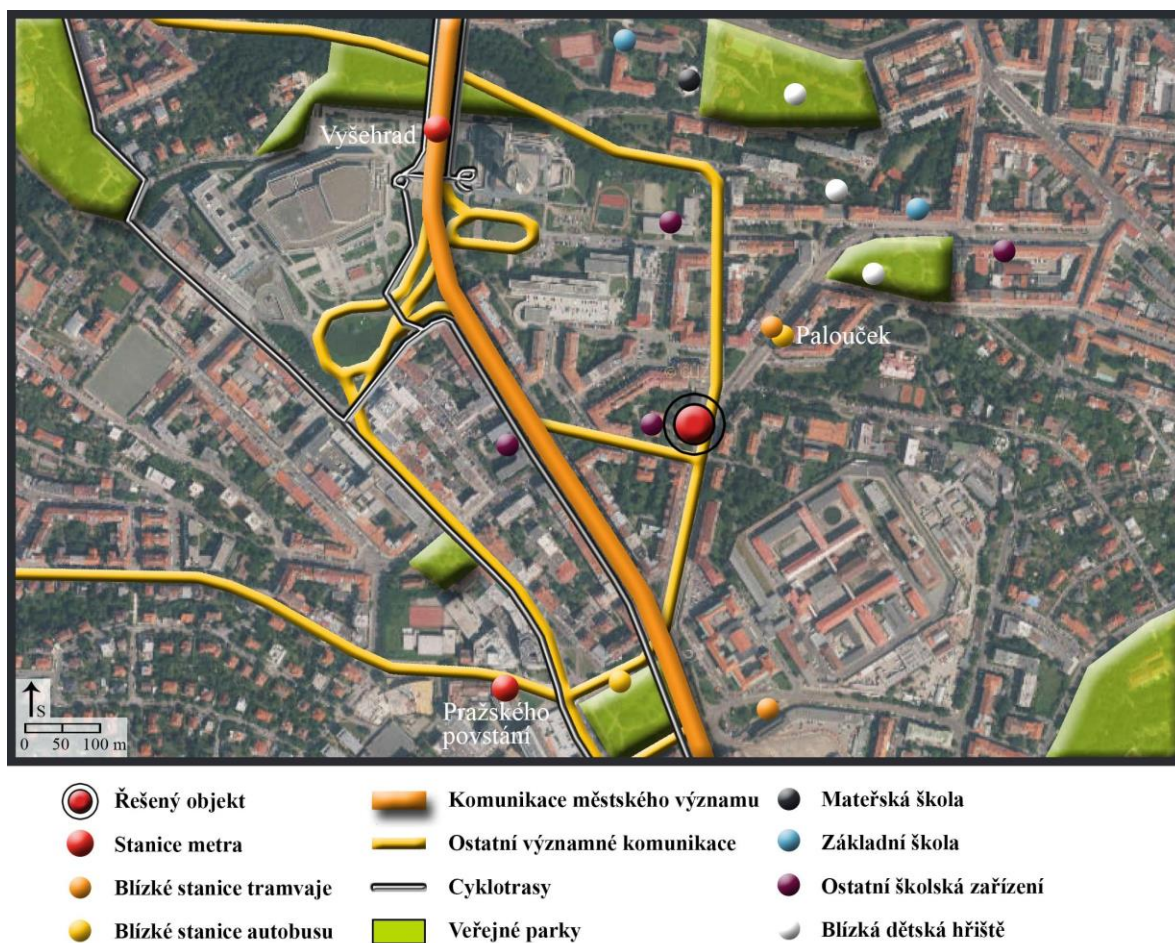 Vyšehrad
Palouček
Pražského
povstání
S
0 50 100 m
Řešený objekt
Stanice metra
Blízké stanice tramvaje
Blízké stanice autobusu
Komunikace městského významu
Ostatní významné komunikace
Cyklotrasy
Veřejné parky
Mateřská škola
Základní škola
Ostatní školská zařízení
Blízká dětská hřiště